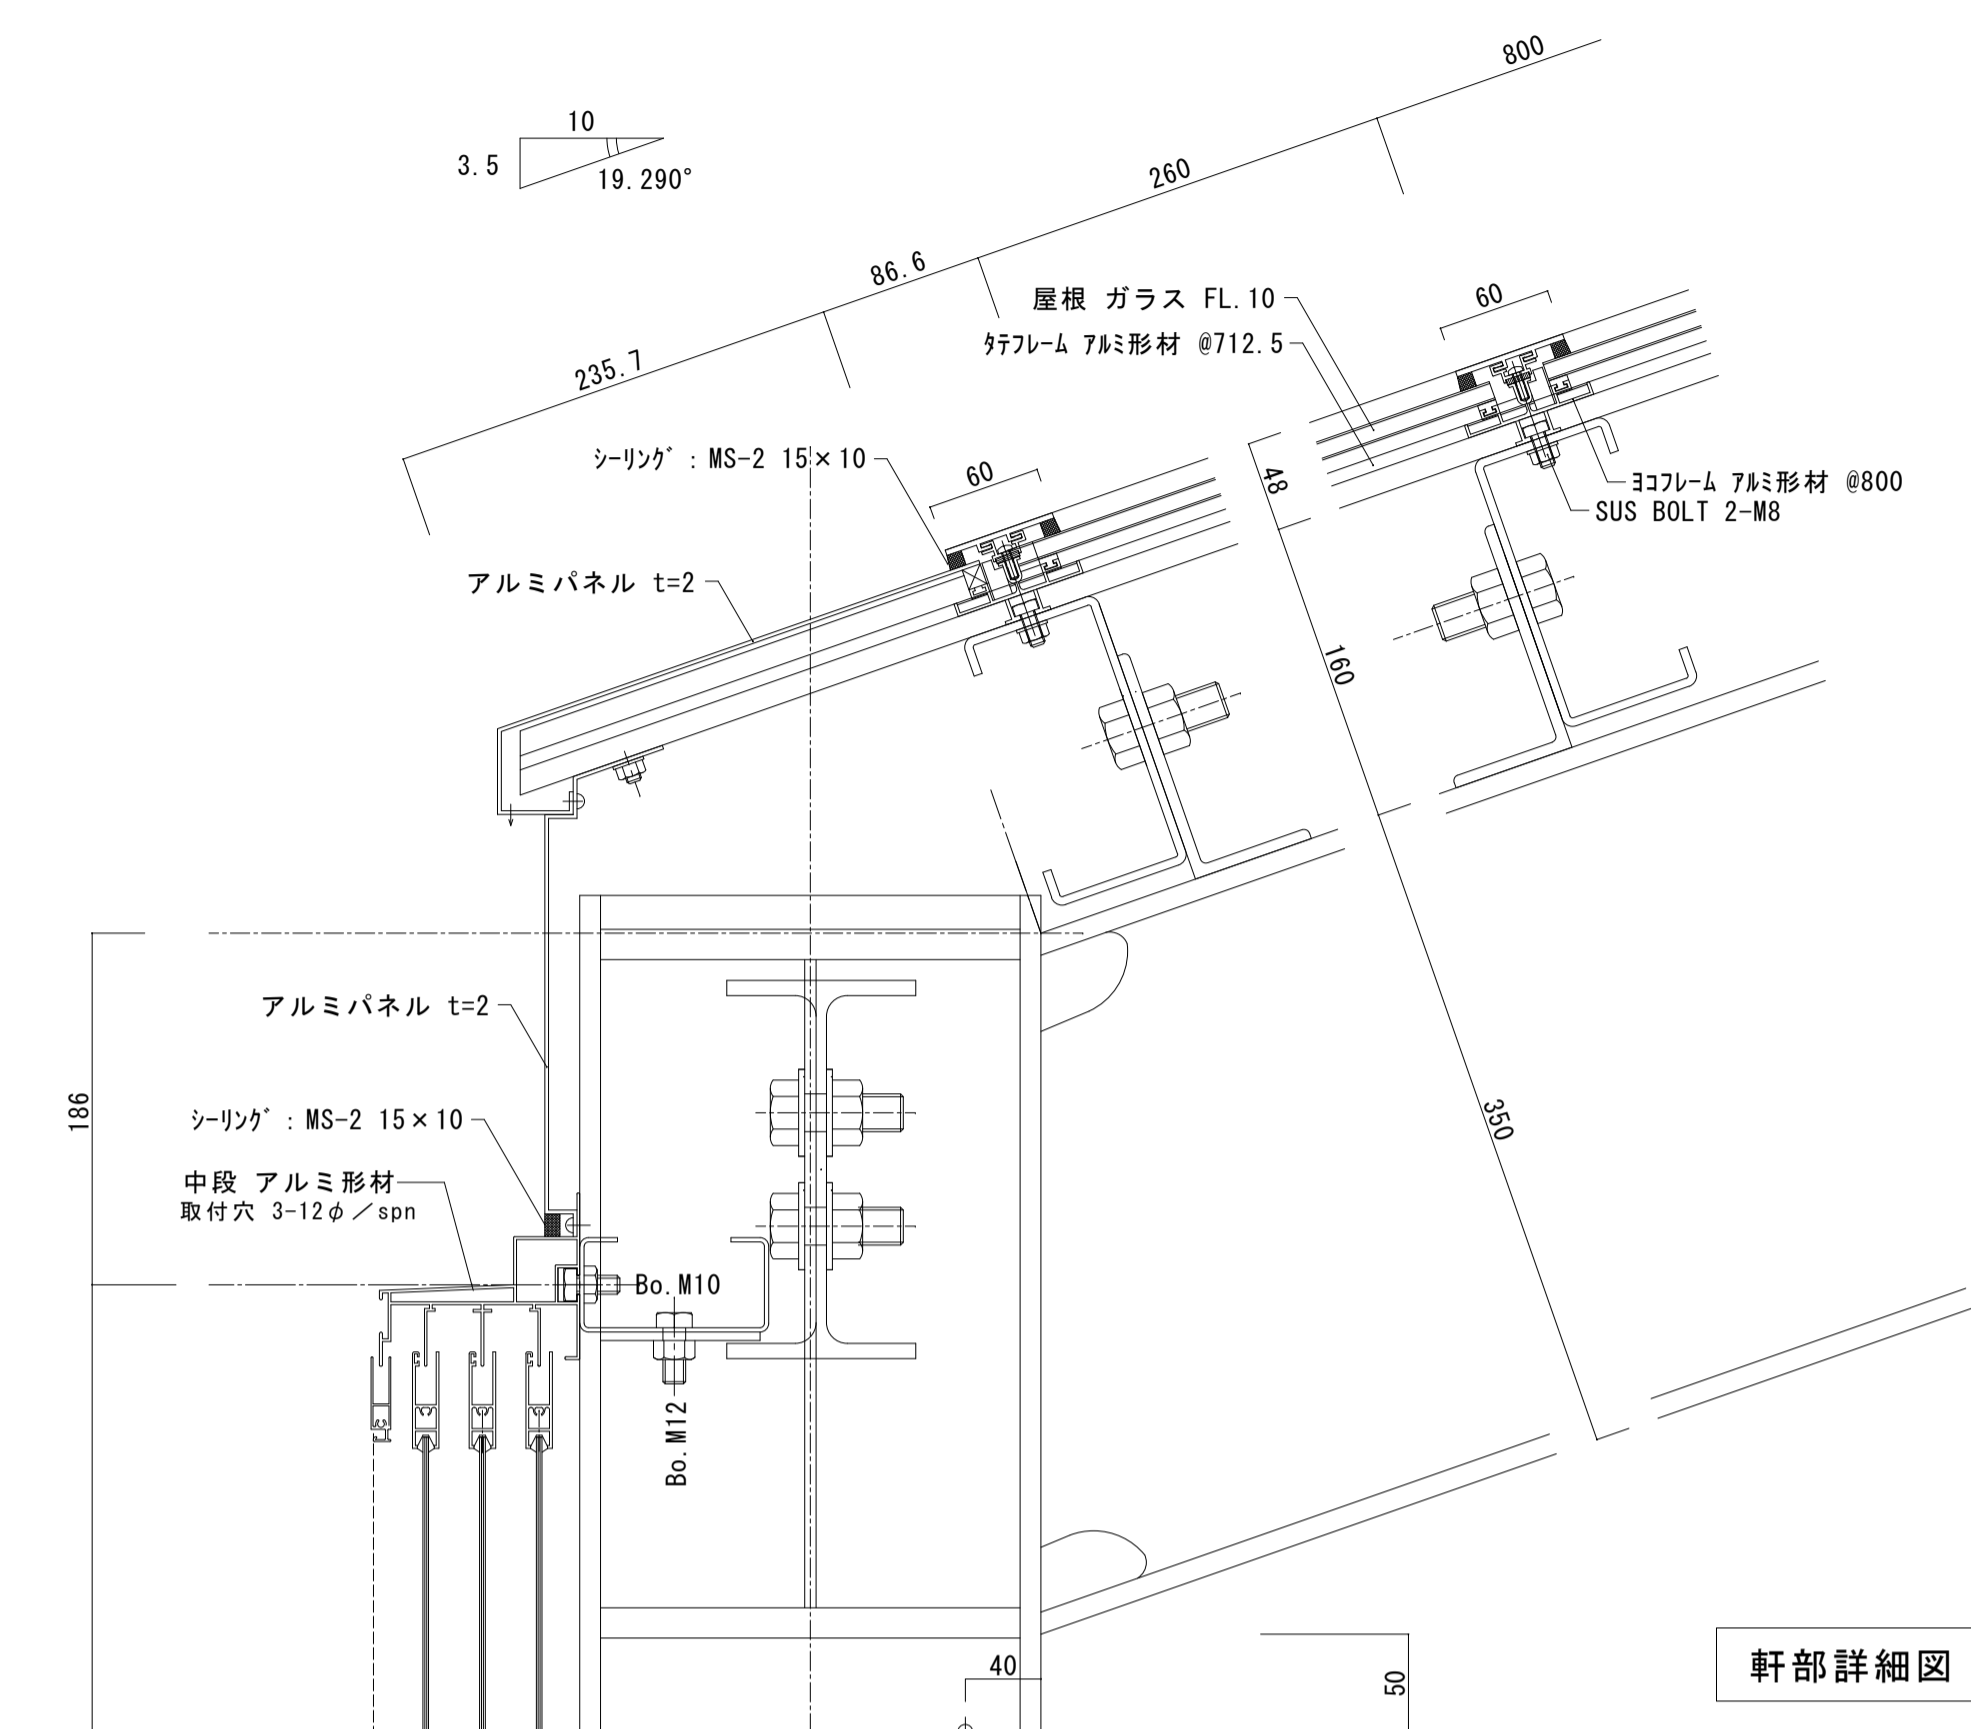 800
10
3.5
19.290°
260
86.6
235.7
屋根 ガラス FL.10
ﾀﾃﾌﾚｰﾑ ｱﾙﾐ形材 @712.5
60
シーリング : MS-2 15×10
60
48
ﾖｺﾌﾚｰﾑ ｱﾙﾐ形材 @800
SUS BOLT 2-M8
アルミパネル t=2
160
アルミパネル t=2
186
350
ｼｰﾘﾝｸﾞ : MS-2 15×10
中段 アルミ形材
取付穴 3-12φ／spn
Bo.M10
Bo.M12
40
50
軒部詳細図